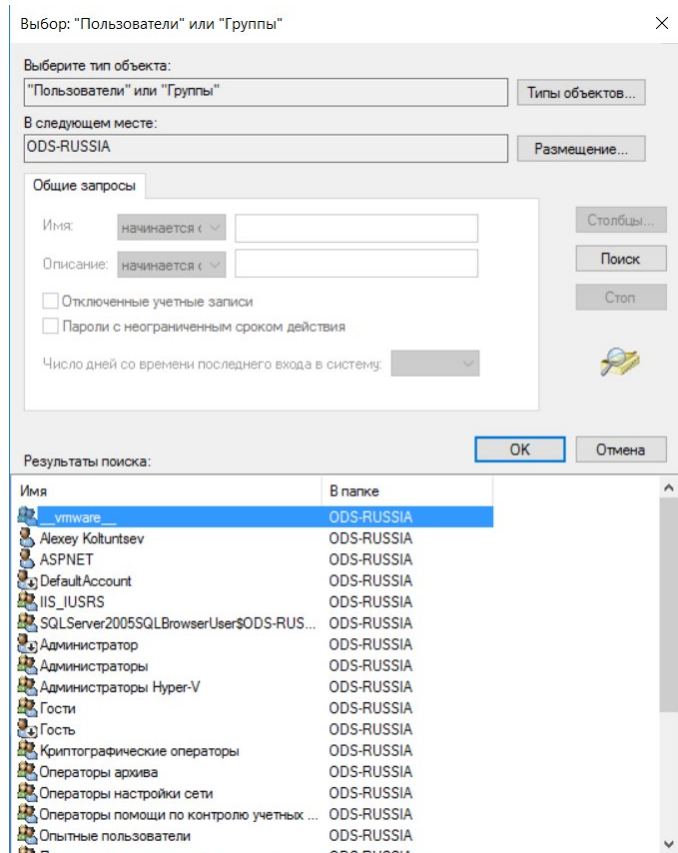 Выбор: "Пользователи" или "Группы"
Выберите тип объекта:
"Пользователи" или "Группы"
Типы объектов...
В следующем месте:
ODS-RUSSIA
Размещение...
Общие запросы
Имя: начинается с
Столбцы...
Описание: начинается с
Поиск
Отключенные учетные записи
Стоп
Пароли с неограниченным сроком действия
Число дней со времени последнего входа в систему:
OK Отмена
Результаты поиска:
Имя В папке
__vmware__ ODS-RUSSIA
Alexey Koltuntsev ODS-RUSSIA
ASPNET ODS-RUSSIA
DefaultAccount ODS-RUSSIA
IIS_IUSRS ODS-RUSSIA
SQLServer2005SQLBrowserUser$ODS-RUS... ODS-RUSSIA
Администратор ODS-RUSSIA
Администраторы ODS-RUSSIA
Администраторы Hyper-V ODS-RUSSIA
Гости ODS-RUSSIA
Гость ODS-RUSSIA
Криптографические операторы ODS-RUSSIA
Операторы архива ODS-RUSSIA
Операторы настройки сети ODS-RUSSIA
Операторы помощи по контролю учетных ... ODS-RUSSIA
Опытные пользователи ODS-RUSSIA